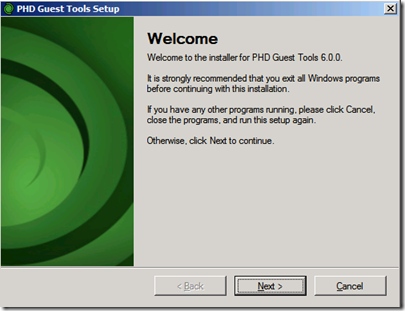 PHD Guest Tools Setup
Welcome
Welcome to the installer for PHD Guest Tools 6.0.0.
It is strongly recommended that you exit all Windows programs
before continuing with this installation.
If you have any other programs running, please click Cancel,
close the programs, and run this setup again.
Otherwise, click Next to continue.
< Back
Next >
Cancel